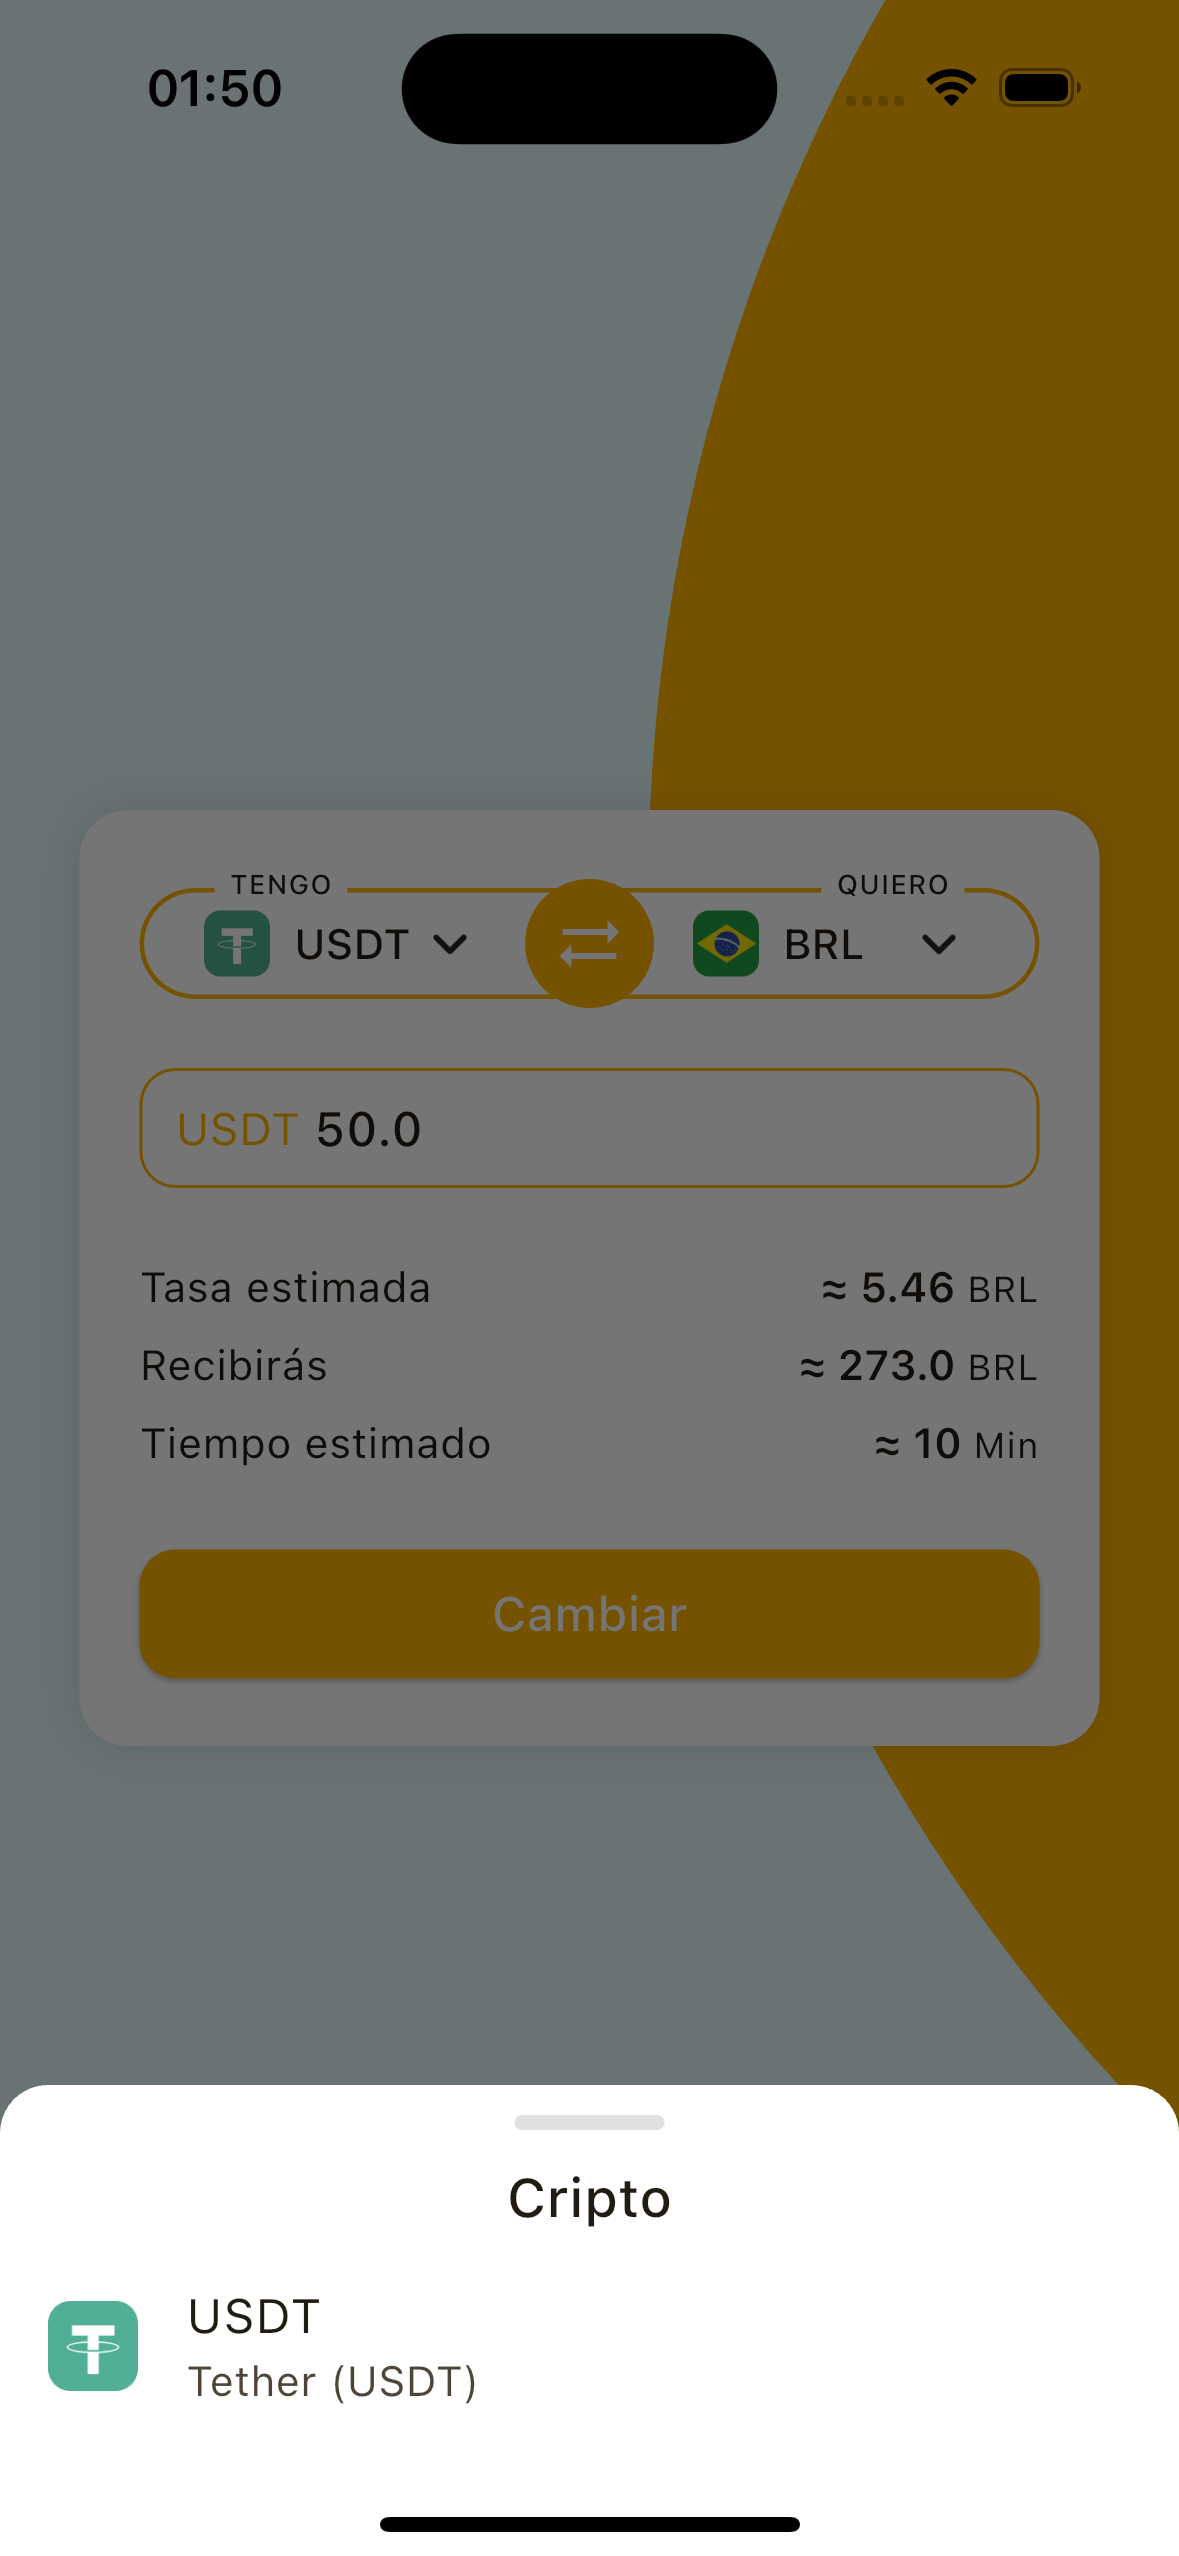 01:50
TENGO QUIERO
USDT BRL
USDT 50.0
Tasa estimada ≈ 5.46 BRL
Recibirás ≈ 273.0 BRL
Tiempo estimado ≈ 10 Min
Cambiar
Cripto
USDT
Tether (USDT)